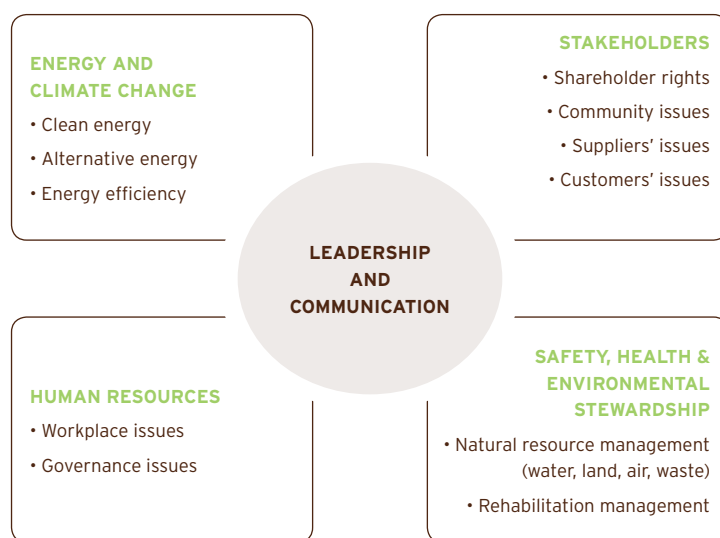 ENERGY AND
CLIMATE CHANGE
• Clean energy
• Alternative energy
• Energy efficiency
STAKEHOLDERS
• Shareholder rights
• Community issues
• Suppliers’ issues
• Customers’ issues
LEADERSHIP
AND
COMMUNICATION
HUMAN RESOURCES
• Workplace issues
• Governance issues
SAFETY, HEALTH &
ENVIRONMENTAL
STEWARDSHIP
• Natural resource management
(water, land, air, waste)
• Rehabilitation management